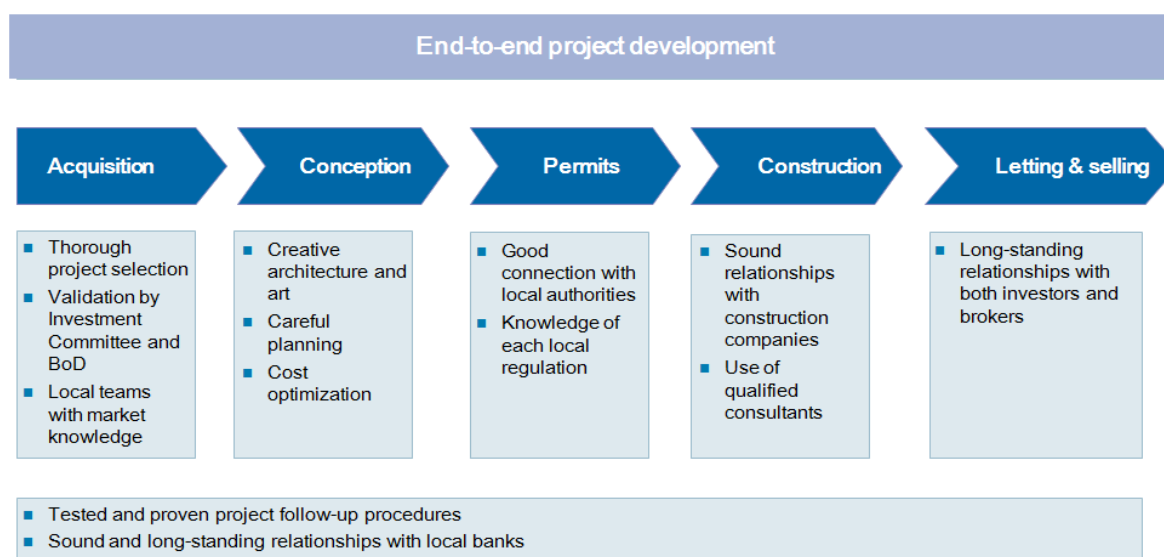 End-to-end project development
Acquisition
Conception
Permits
Construction
Letting & selling
■ Thorough
project selection
■ Validation by
Investment
Committee and
BoD
■ Local teams
with market
knowledge
■ Creative
architecture and
art
■ Careful
planning
■ Cost
optimization
■ Good
connection with
local authorities
■ Knowledge of
each local
regulation
■ Sound
relationships
with
construction
companies
■ Use of
qualified
consultants
■ Long-standing
relationships with
both investors and
brokers
■ Tested and proven project follow-up procedures
■ Sound and long-standing relationships with local banks